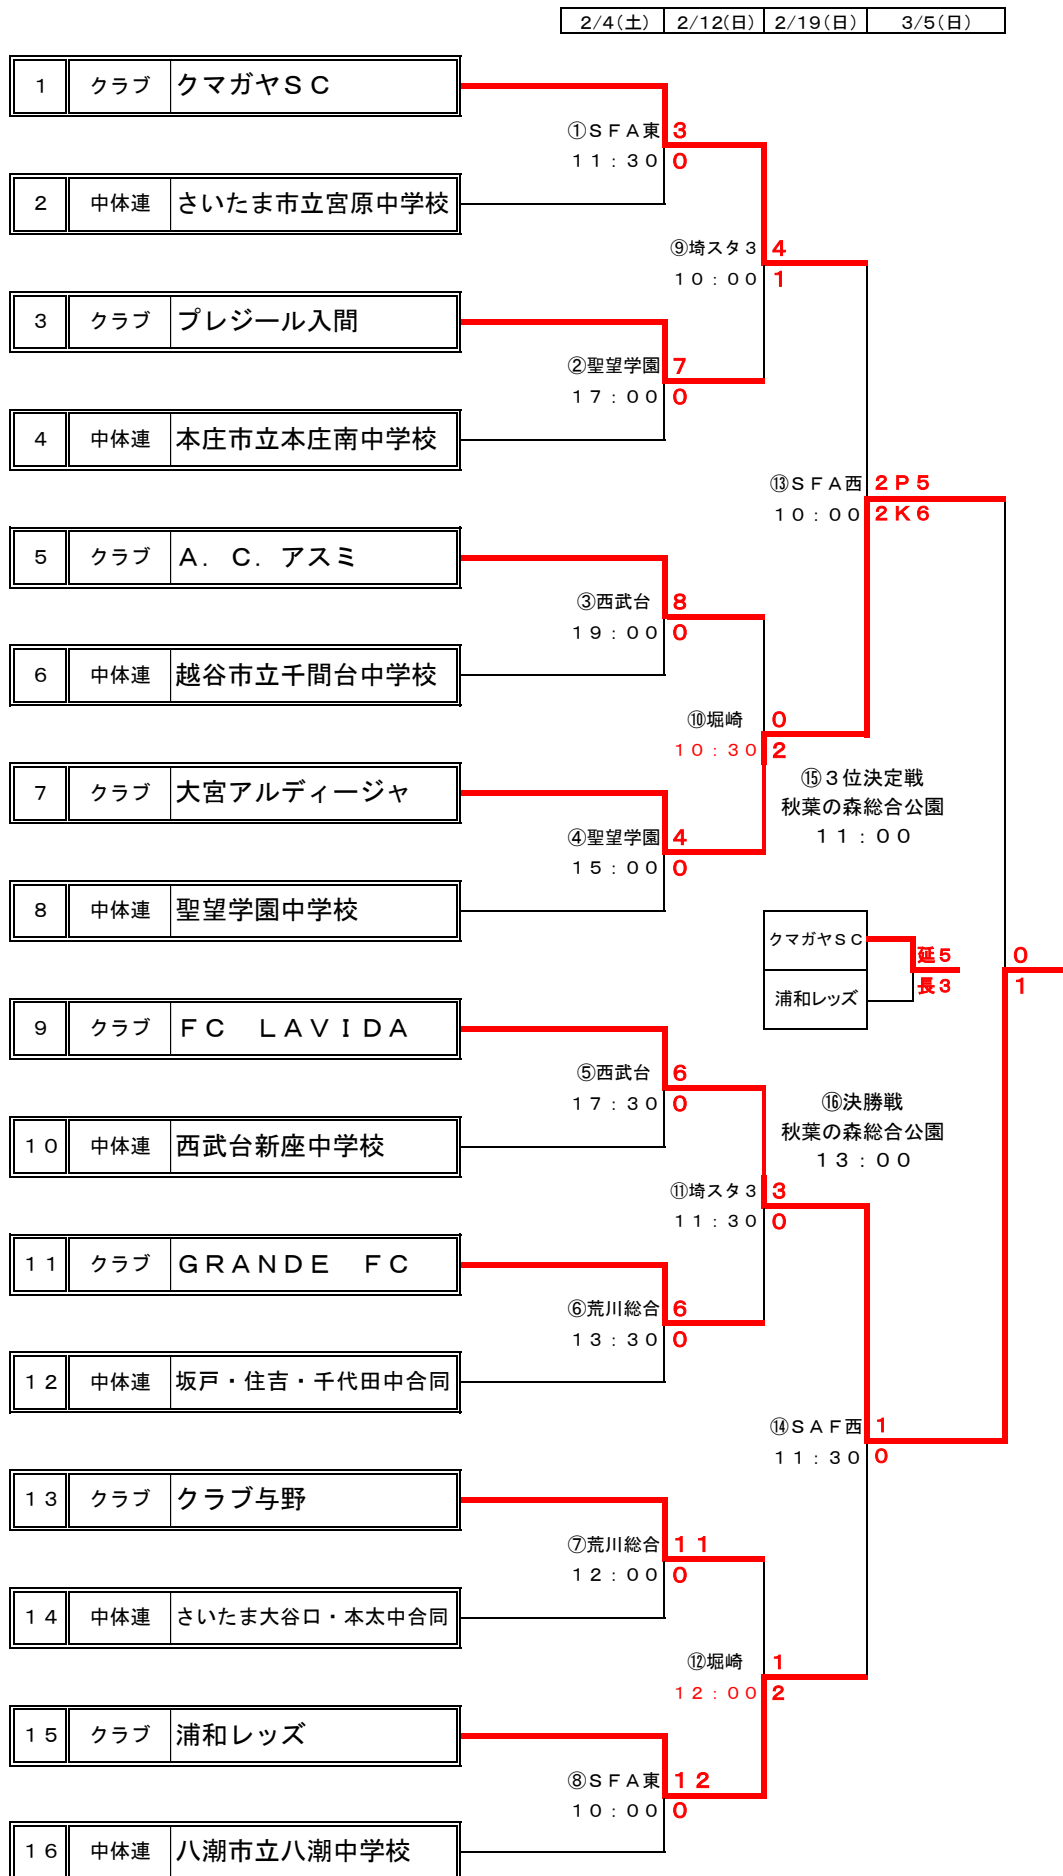 2/4(土) 2/12(日) 2/19(日) 3/5(日)
1 クラブ クマガヤSC
①SFA東 3
11:30 0
2 中体連 さいたま市立宮原中学校
⑨埼スタ3 4
10:00 1
3 クラブ プレジール入間
②聖望学園 7
17:00 0
4 中体連 本庄市立本庄南中学校
⑬SFA西 2P5
10:00 2K6
5 クラブ A.C.アスミ
③西武台 8
19:00 0
6 中体連 越谷市立千間台中学校
⑩堀崎 0
10:30 2
7 クラブ 大宮アルディージャ
⑮3位決定戦
秋葉の森総合公園
11:00
④聖望学園 4
15:00 0
8 中体連 聖望学園中学校
クマガヤSC
延5 0
長3 1
浦和レッズ
9 クラブ FC LAVIDA
⑤西武台 6
17:30 0
⑯決勝戦
秋葉の森総合公園
13:00
10 中体連 西武台新座中学校
⑪埼スタ3 3
11:30 0
11 クラブ GRANDE FC
⑥荒川総合 6
13:30 0
12 中体連 坂戸・住吉・千代田中合同
⑭SAF西 1
11:30 0
13 クラブ クラブ与野
⑦荒川総合 11
12:00 0
14 中体連 さいたま大谷口・本太中合同
⑫堀崎 1
12:00 2
15 クラブ 浦和レッズ
⑧SFA東 12
10:00 0
16 中体連 八潮市立八潮中学校